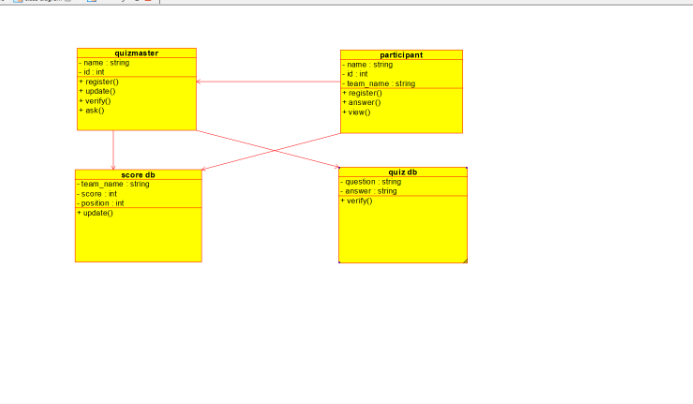 quizmaster
- name : string
- id : int
+ register()
+ update()
+ verify()
+ ask()
participant
- name : string
- id : int
- team_name : string
+ register()
+ answer()
+ view()
score db
- team_name : string
- score : int
- position : int
+ update()
quiz db
- question : string
- answer : string
+ verify()